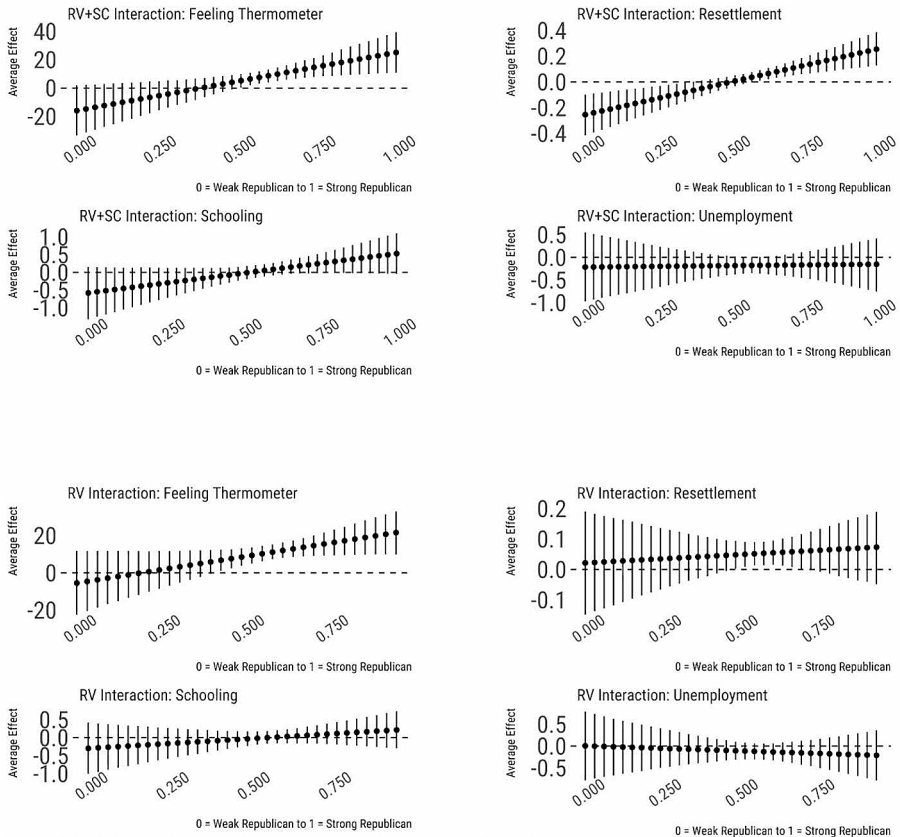 RV+SC Interaction: Feeling Thermometer
Average Effect
40
20
0
-20
0.000 0.250 0.500 0.750 1.000
0 = Weak Republican to 1 = Strong Republican
RV+SC Interaction: Resettlement
Average Effect
0.4
0.2
0.0
-0.2
-0.4
0.000 0.250 0.500 0.750 1.000
0 = Weak Republican to 1 = Strong Republican
RV+SC Interaction: Schooling
Average Effect
1.0
0.5
0.0
-0.5
-1.0
0.000 0.250 0.500 0.750 1.000
0 = Weak Republican to 1 = Strong Republican
RV+SC Interaction: Unemployment
Average Effect
0.5
0.0
-0.5
-1.0
0.000 0.250 0.500 0.750 1.000
0 = Weak Republican to 1 = Strong Republican
RV Interaction: Feeling Thermometer
Average Effect
20
0
-20
0.000 0.250 0.500 0.750
0 = Weak Republican to 1 = Strong Republican
RV Interaction: Resettlement
Average Effect
0.2
0.1
0.0
-0.1
0.000 0.250 0.500 0.750
0 = Weak Republican to 1 = Strong Republican
RV Interaction: Schooling
Average Effect
0.5
0.0
-0.5
-1.0
0.000 0.250 0.500 0.750
0 = Weak Republican to 1 = Strong Republican
RV Interaction: Unemployment
Average Effect
0.5
0.0
-0.5
0.000 0.250 0.500 0.750
0 = Weak Republican to 1 = Strong Republican